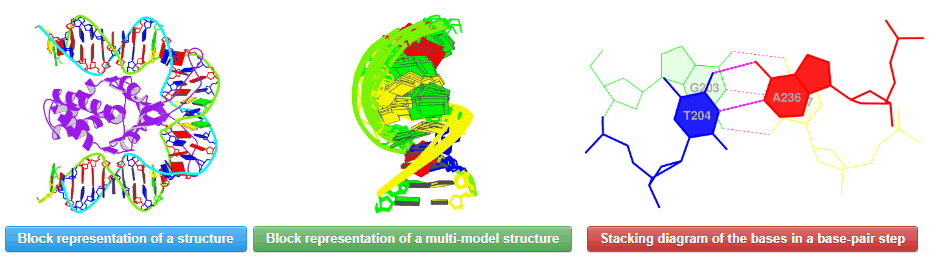 G203
T204
A236
Block representation of a structure
Block representation of a multi-model structure
Stacking diagram of the bases in a base-pair step